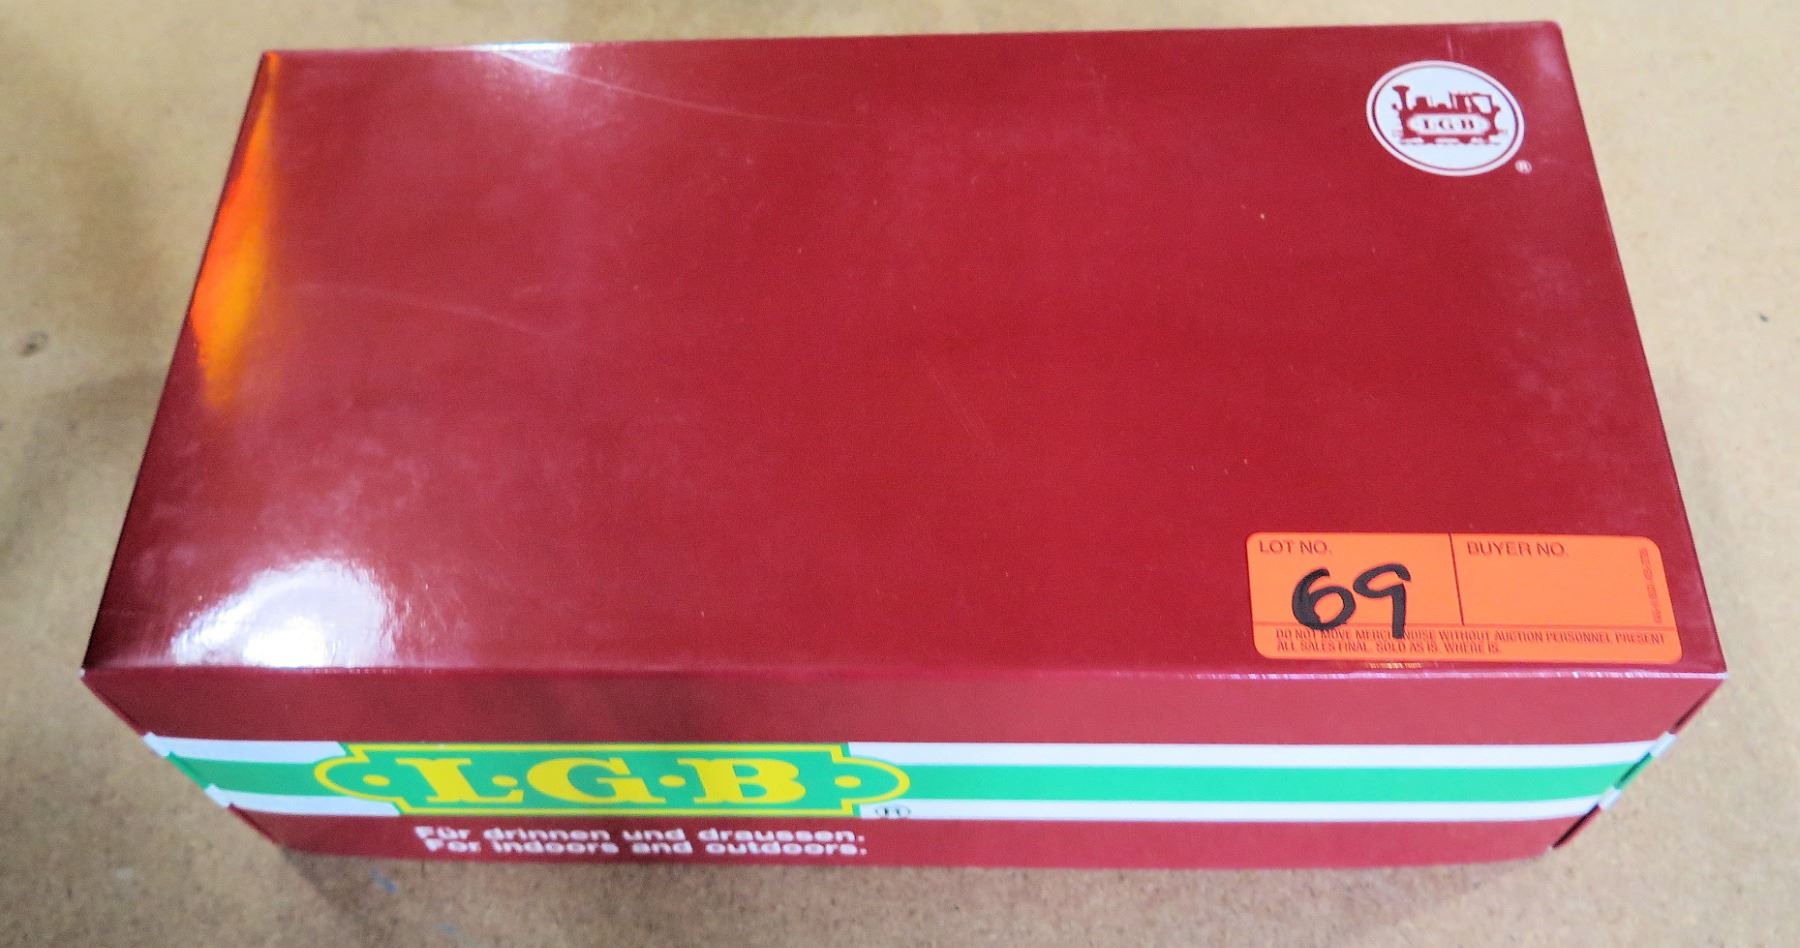 L·G·B
®
LOT NO. BUYER NO.
69
DO NOT MOVE MERCHANDISE WITHOUT AUCTION PERSONNEL PRESENT
ALL SALES FINAL. SOLD AS IS. WHERE IS.
L·G·B
®
Für drinnen und draussen.
For indoors and outdoors.